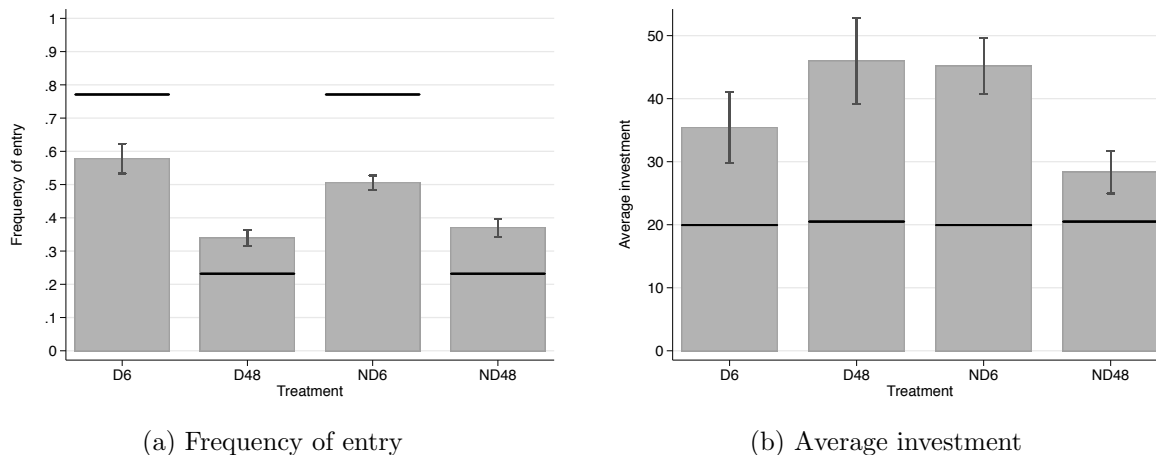 1
.9
.8
.7
.6
.5
.4
.3
.2
.1
0
Frequency of entry
D6 D48 ND6 ND48
Treatment
(a) Frequency of entry
50
40
30
20
10
0
Average investment
D6 D48 ND6 ND48
Treatment
(b) Average investment